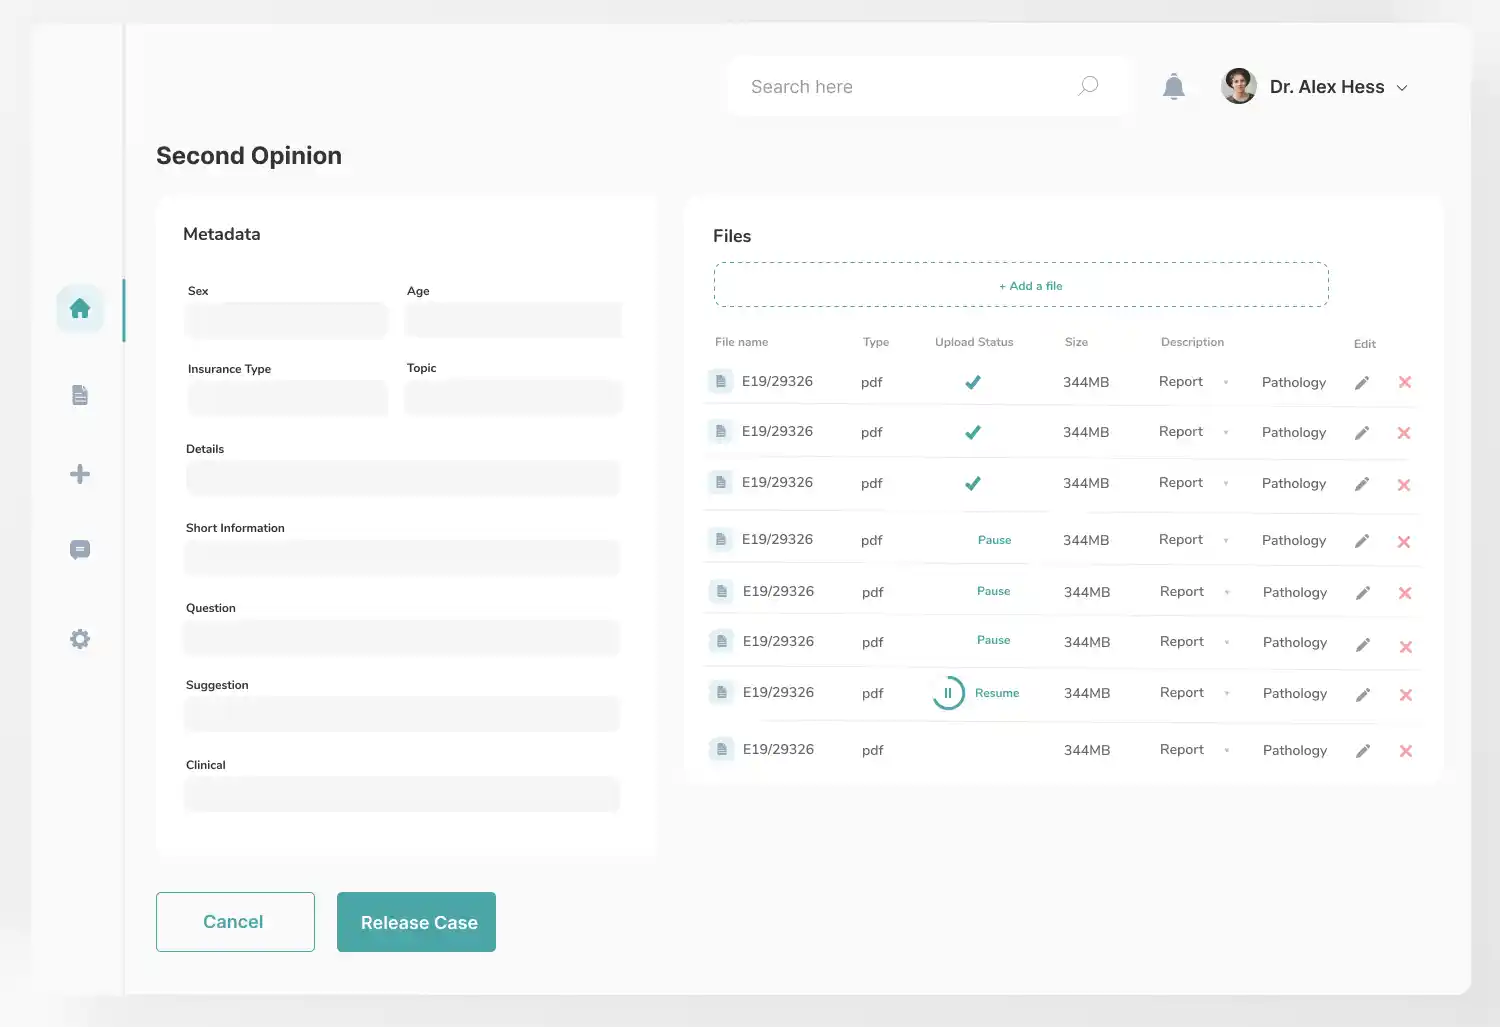 Search here
Dr. Alex Hess
Second Opinion
Metadata
Sex Age
Insurance Type Topic
Details
Short Information
Question
Suggestion
Clinical
Cancel Release Case
Files
+ Add a file
File name Type Upload Status Size Description Edit
E19/29326 pdf 344MB Report Pathology
E19/29326 pdf 344MB Report Pathology
E19/29326 pdf 344MB Report Pathology
E19/29326 pdf Pause 344MB Report Pathology
E19/29326 pdf Pause 344MB Report Pathology
E19/29326 pdf Pause 344MB Report Pathology
E19/29326 pdf Resume 344MB Report Pathology
E19/29326 pdf 344MB Report Pathology